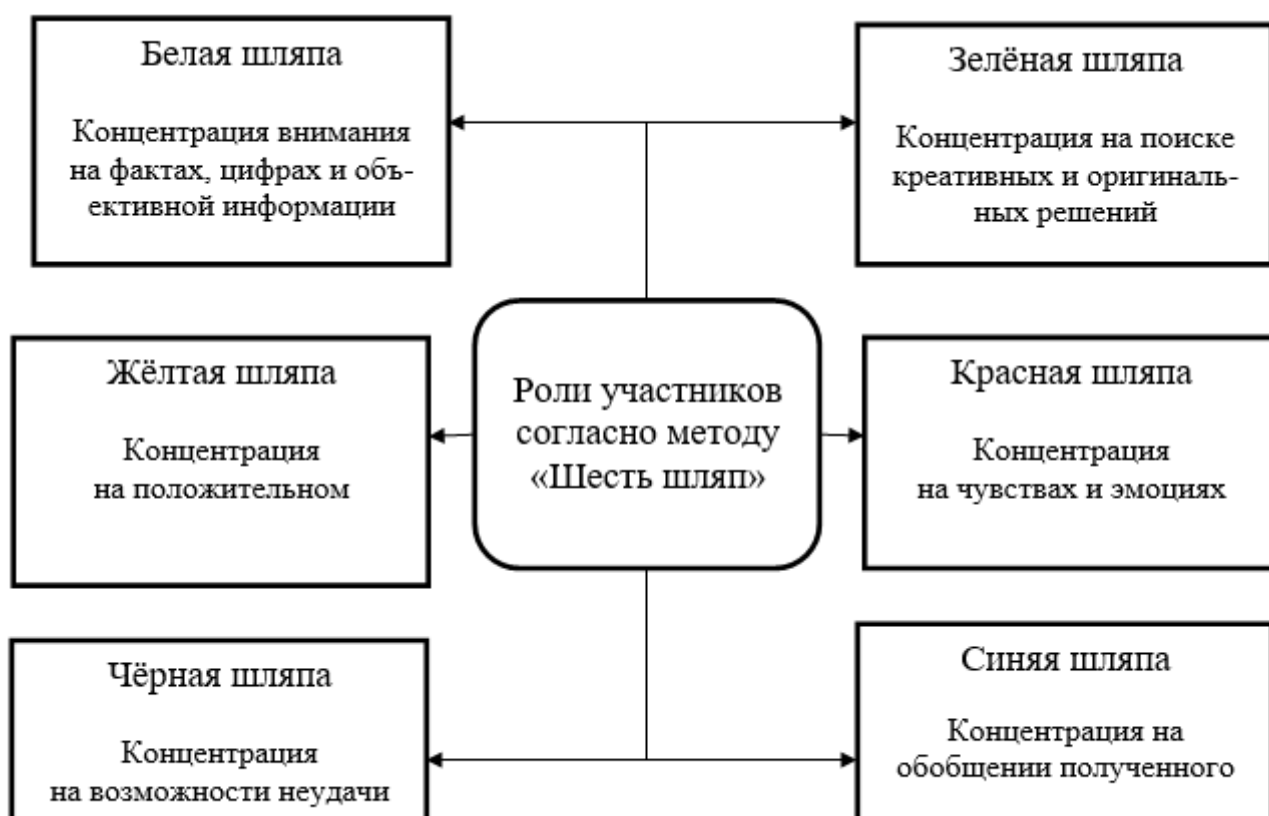 Белая шляпа
Концентрация внимания
на фактах, цифрах и объ-
ективной информации
Зелёная шляпа
Концентрация на поиске
креативных и оригиналь-
ных решений
Жёлтая шляпа
Концентрация
на положительном
Роли участников
согласно методу
«Шесть шляп»
Красная шляпа
Концентрация
на чувствах и эмоциях
Чёрная шляпа
Концентрация
на возможности неудачи
Синяя шляпа
Концентрация на
обобщении полученного